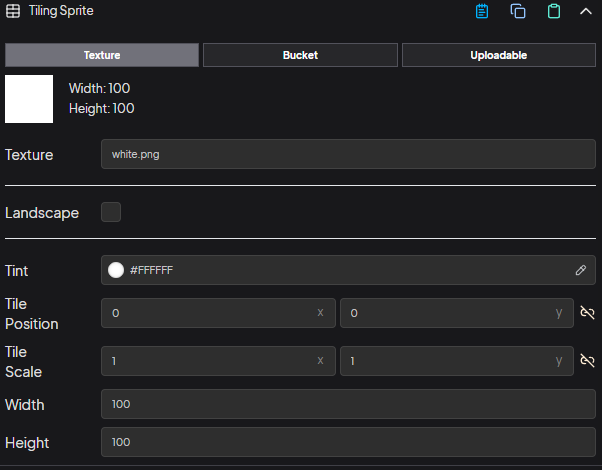 Tiling Sprite
Texture Bucket Uploadable
Width: 100
Height: 100
Texture white.png
Landscape
Tint #FFFFFF
Tile Position 0 x 0 y
Tile Scale 1 x 1 y
Width 100
Height 100